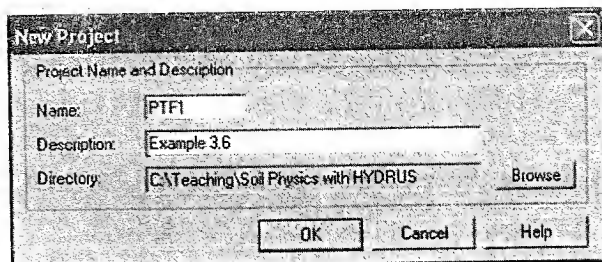 New Project
Project Name and Description
Name: PTF1
Description: Example 3.6
Directory: C:\Teaching\Soil Physics with HYDRUS Browse
OK Cancel Help